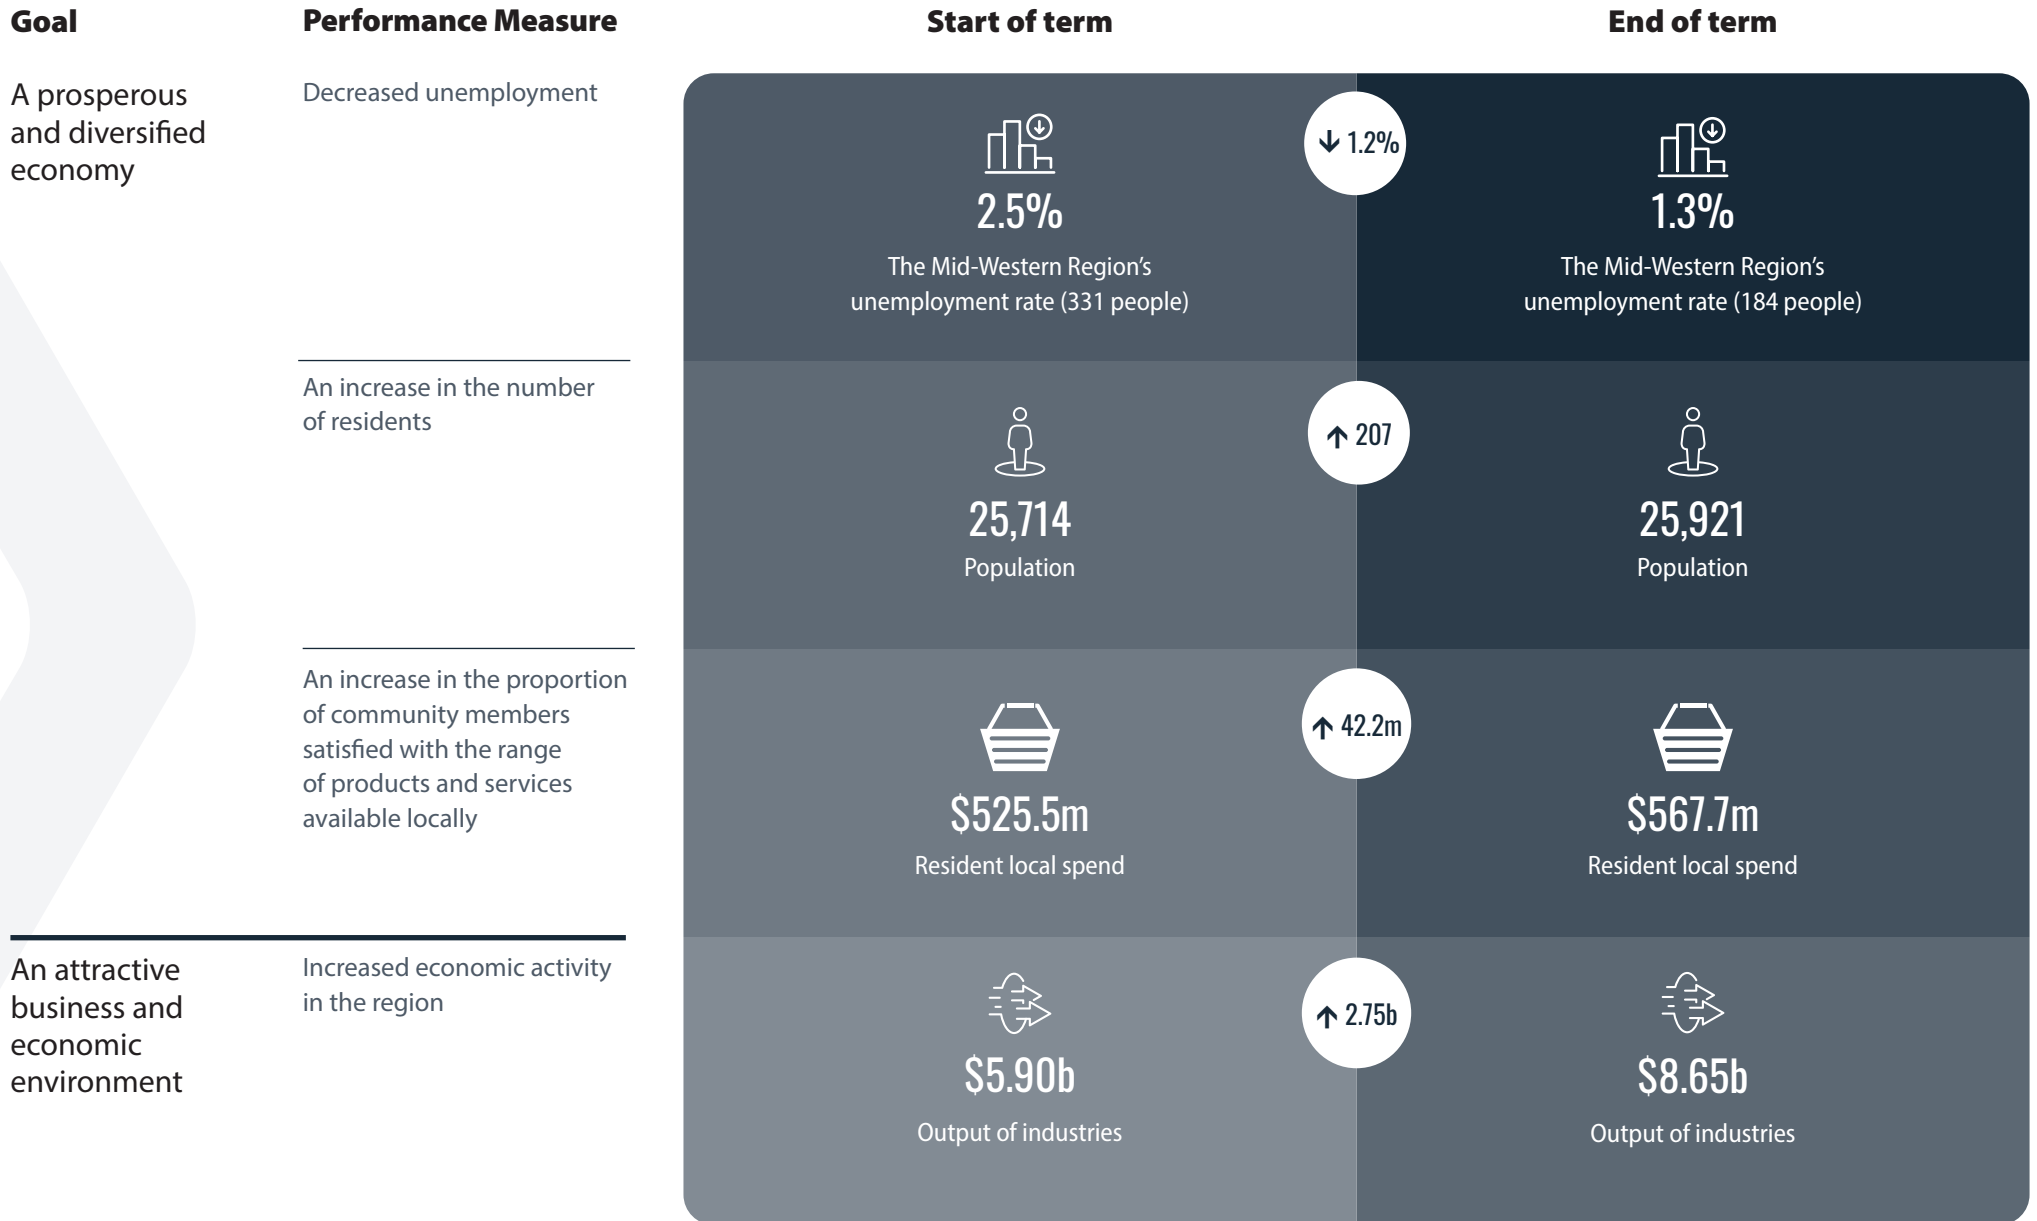 Goal
Performance Measure
Start of term
End of term
A prosperous
and diversified
economy
Decreased unemployment
2.5%
The Mid-Western Region’s
unemployment rate (331 people)
↓ 1.2%
1.3%
The Mid-Western Region’s
unemployment rate (184 people)
An increase in the number
of residents
25,714
Population
↑ 207
25,921
Population
An increase in the proportion
of community members
satisfied with the range
of products and services
available locally
$525.5m
Resident local spend
↑ 42.2m
$567.7m
Resident local spend
An attractive
business and
economic
environment
Increased economic activity
in the region
$5.90b
Output of industries
↑ 2.75b
$8.65b
Output of industries